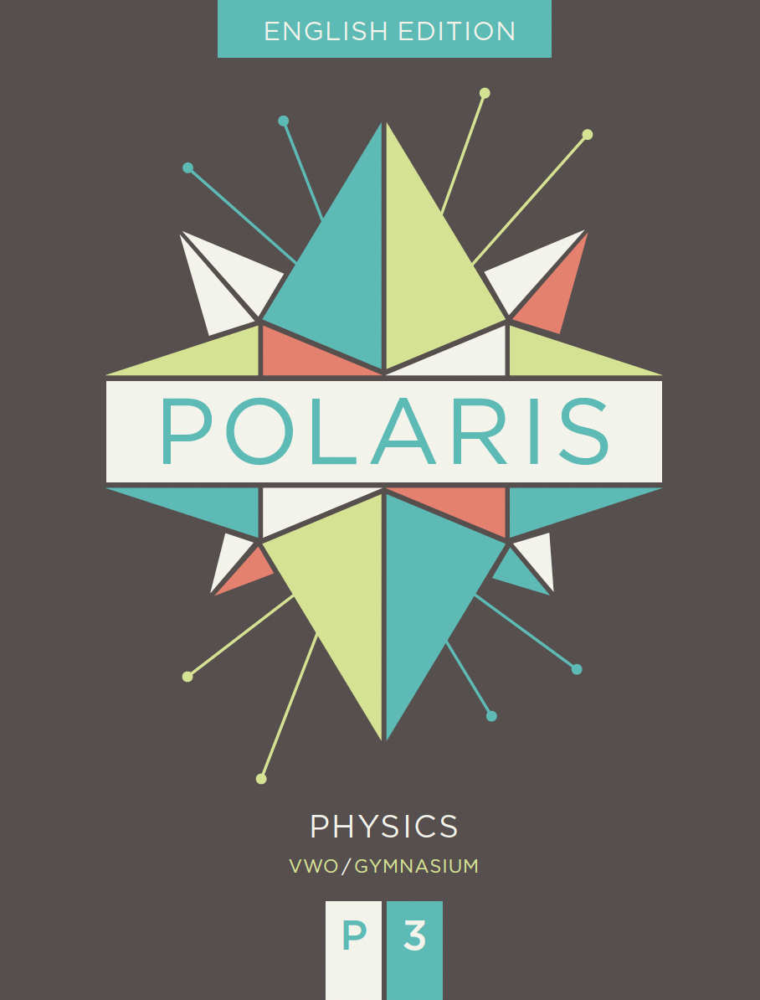 ENGLISH EDITION
POLARIS
PHYSICS
VWO/GYMNASIUM
P 3